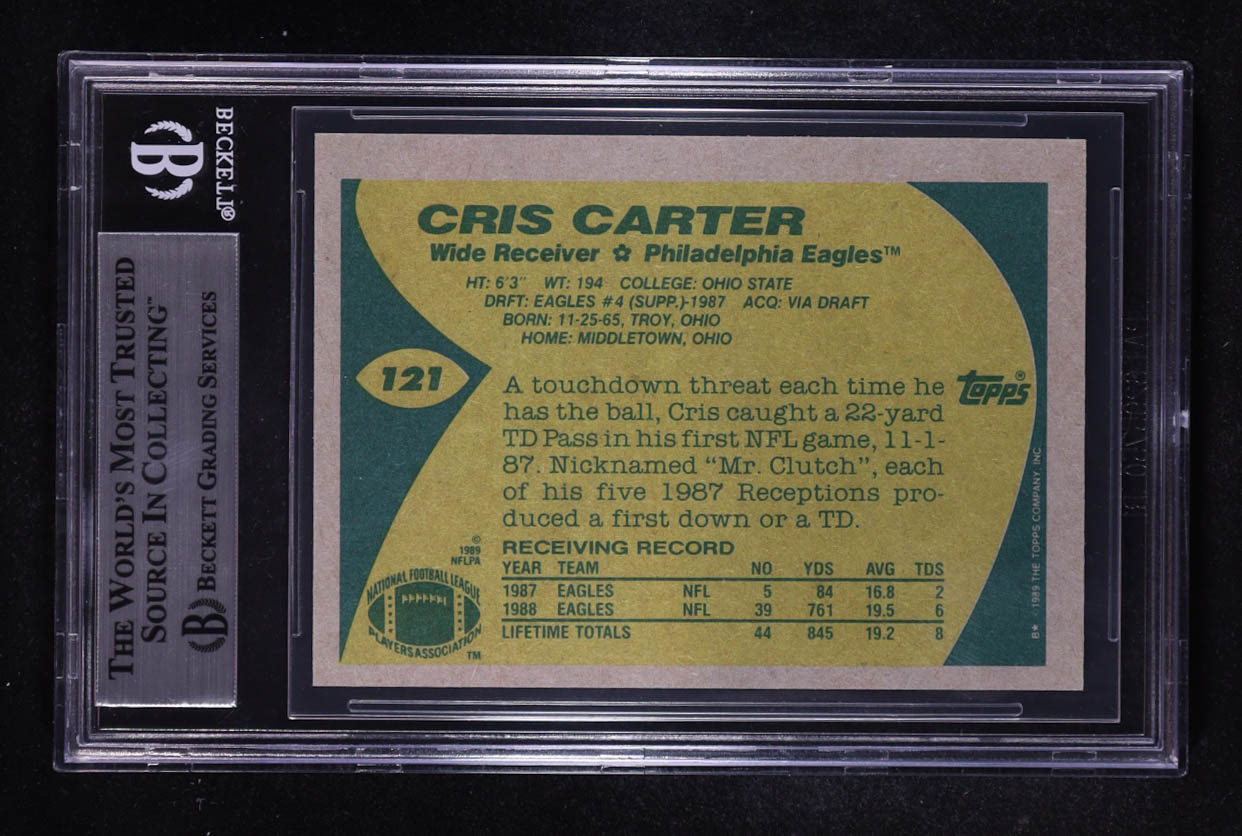 BECKETT®
B
THE WORLD'S MOST TRUSTED
SOURCE IN COLLECTING™
B BECKETT GRADING SERVICES
CRIS CARTER
Wide Receiver ✿ Philadelphia Eagles™
HT: 6'3" WT: 194 COLLEGE: OHIO STATE
DRFT: EAGLES #4 (SUPP.)-1987 ACQ: VIA DRAFT
BORN: 11-25-65, TROY, OHIO
HOME: MIDDLETOWN, OHIO
121
topps®
A touchdown threat each time he
has the ball, Cris caught a 22-yard
TD Pass in his first NFL game, 11-1-
87. Nicknamed "Mr. Clutch", each
of his five 1987 Receptions pro-
duced a first down or a TD.
©
1989
NFLPA
NATIONAL FOOTBALL LEAGUE
PLAYERS ASSOCIATION
TM
RECEIVING RECORD
YEAR TEAM NO YDS AVG TDS
1987 EAGLES NFL 5 84 16.8 2
1988 EAGLES NFL 39 761 19.5 6
LIFETIME TOTALS 44 845 19.2 8
B* © 1989 THE TOPPS COMPANY, INC.